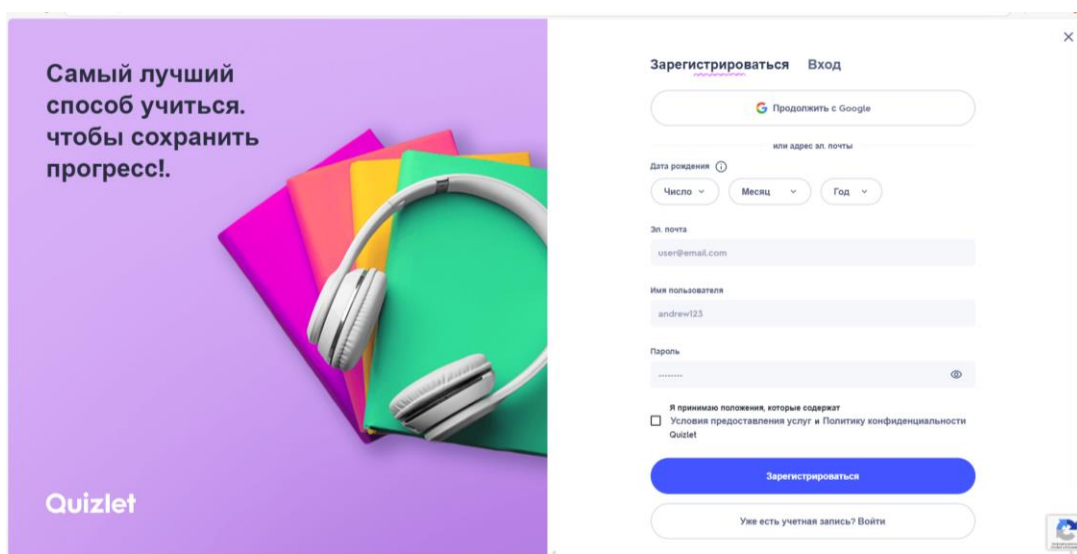 Самый лучший
способ учиться.
чтобы сохранить
прогресс!.
Quizlet
Зарегистрироваться Вход
Продолжить с Google
или адрес эл. почты
Дата рождения
Число Месяц Год
Эл. почта
user@email.com
Имя пользователя
andrew123
Пароль
........
Я принимаю положения, которые содержат
Условия предоставления услуг и Политику конфиденциальности
Quizlet
Зарегистрироваться
Уже есть учетная запись? Войти